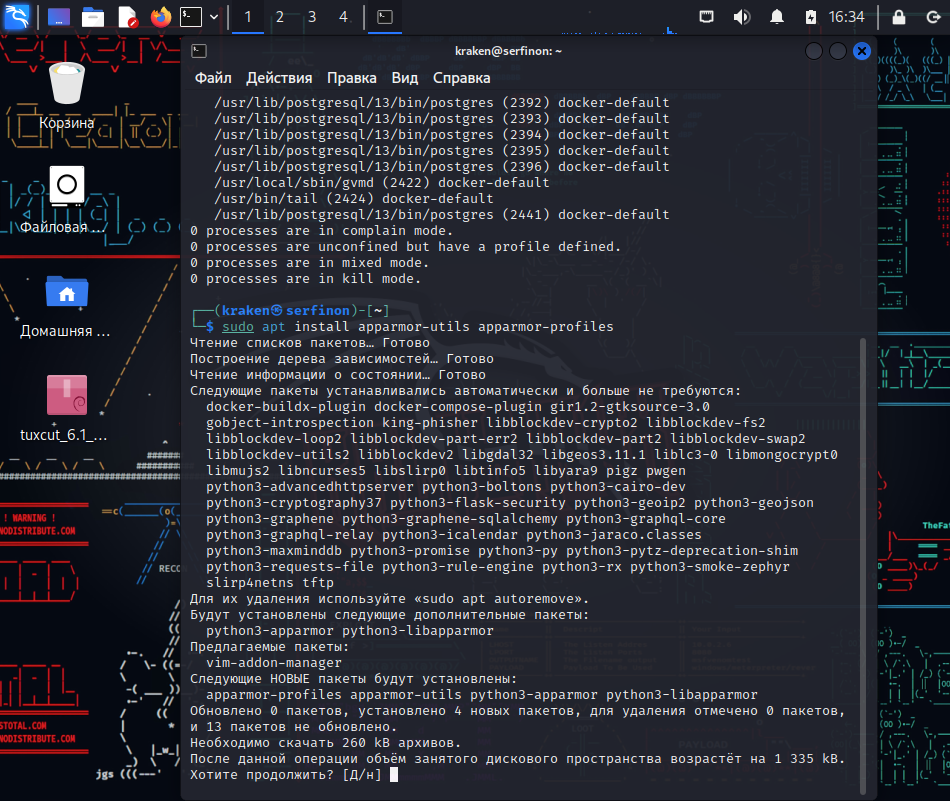 1 2 3 4 16:34
kraken@serfinon: ~
Файл Действия Правка Вид Справка
/usr/lib/postgresql/13/bin/postgres (2392) docker-default
/usr/lib/postgresql/13/bin/postgres (2393) docker-default
/usr/lib/postgresql/13/bin/postgres (2394) docker-default
/usr/lib/postgresql/13/bin/postgres (2395) docker-default
/usr/lib/postgresql/13/bin/postgres (2396) docker-default
/usr/local/sbin/gvmd (2422) docker-default
/usr/bin/tail (2424) docker-default
/usr/lib/postgresql/13/bin/postgres (2441) docker-default
0 processes are in complain mode.
0 processes are unconfined but have a profile defined.
0 processes are in mixed mode.
0 processes are in kill mode.
┌──(kraken㉿serfinon)-[~]
└─$ sudo apt install apparmor-utils apparmor-profiles
Чтение списков пакетов… Готово
Построение дерева зависимостей… Готово
Чтение информации о состоянии… Готово
Следующие пакеты устанавливались автоматически и больше не требуются:
docker-buildx-plugin docker-compose-plugin gir1.2-gtksource-3.0
gobject-introspection king-phisher libblockdev-crypto2 libblockdev-fs2
libblockdev-loop2 libblockdev-part-err2 libblockdev-part2 libblockdev-swap2
libblockdev-utils2 libblockdev2 libgdal32 libgeos3.11.1 liblc3-0 libmongocrypt0
libmujs2 libncurses5 libslirp0 libtinfo5 libyara9 pigz pwgen
python3-advancedhttpserver python3-boltons python3-cairo-dev
python3-cryptography37 python3-flask-security python3-geoip2 python3-geojson
python3-graphene python3-graphene-sqlalchemy python3-graphql-core
python3-graphql-relay python3-icalendar python3-jaraco.classes
python3-maxminddb python3-promise python3-py python3-pytz-deprecation-shim
python3-requests-file python3-rule-engine python3-rx python3-smoke-zephyr
slirp4netns tftp
Для их удаления используйте «sudo apt autoremove».
Будут установлены следующие дополнительные пакеты:
python3-apparmor python3-libapparmor
Предлагаемые пакеты:
vim-addon-manager
Следующие НОВЫЕ пакеты будут установлены:
apparmor-profiles apparmor-utils python3-apparmor python3-libapparmor
Обновлено 0 пакетов, установлено 4 новых пакетов, для удаления отмечено 0 пакетов,
и 13 пакетов не обновлено.
Необходимо скачать 260 kB архивов.
После данной операции объём занятого дискового пространства возрастёт на 1 335 kB.
Хотите продолжить? [Д/н]
Корзина
Файловая …
Домашняя …
tuxcut_6.1_…
! WARNING !
NODISTRIBUTE.COM
RECO
STOTAL.COM
NODISTRIBUTE.COM
jgs
TheFat